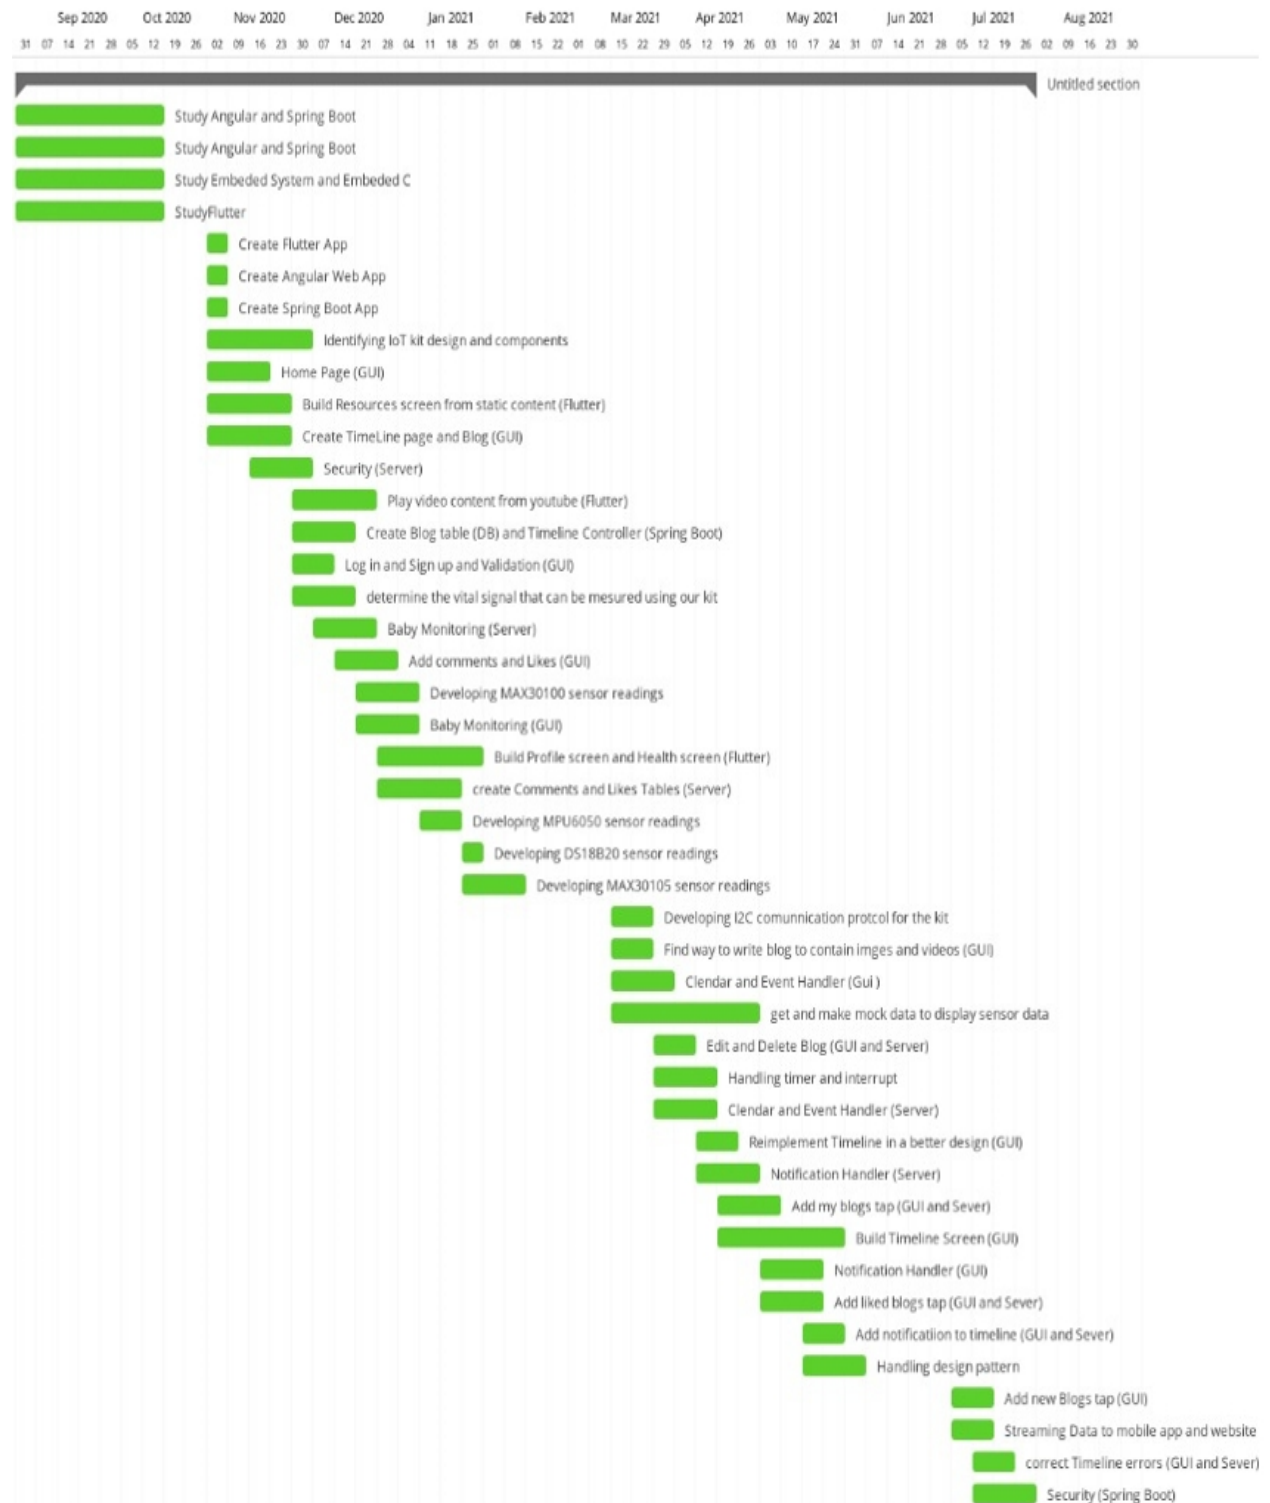 Sep 2020 Oct 2020 Nov 2020 Dec 2020 Jan 2021 Feb 2021 Mar 2021 Apr 2021 May 2021 Jun 2021 Jul 2021 Aug 2021
31 07 14 21 28 05 12 19 26 02 09 16 23 30 07 14 21 28 04 11 18 25 01 08 15 22 01 08 15 22 29 05 12 19 26 03 10 17 24 31 07 14 21 28 05 12 19 26 02 09 16 23 30
Untitled section
Study Angular and Spring Boot
Study Angular and Spring Boot
Study Embeded System and Embeded C
StudyFlutter
Create Flutter App
Create Angular Web App
Create Spring Boot App
Identifying IoT kit design and components
Home Page (GUI)
Build Resources screen from static content (Flutter)
Create TimeLine page and Blog (GUI)
Security (Server)
Play video content from youtube (Flutter)
Create Blog table (DB) and Timeline Controller (Spring Boot)
Log in and Sign up and Validation (GUI)
determine the vital signal that can be mesured using our kit
Baby Monitoring (Server)
Add comments and Likes (GUI)
Developing MAX30100 sensor readings
Baby Monitoring (GUI)
Build Profile screen and Health screen (Flutter)
create Comments and Likes Tables (Server)
Developing MPU6050 sensor readings
Developing DS18B20 sensor readings
Developing MAX30105 sensor readings
Developing I2C comunnication protcol for the kit
Find way to write blog to contain imges and videos (GUI)
Clendar and Event Handler (Gui )
get and make mock data to display sensor data
Edit and Delete Blog (GUI and Server)
Handling timer and interrupt
Clendar and Event Handler (Server)
Reimplement Timeline in a better design (GUI)
Notification Handler (Server)
Add my blogs tap (GUI and Sever)
Build Timeline Screen (GUI)
Notification Handler (GUI)
Add liked blogs tap (GUI and Sever)
Add notificatiion to timeline (GUI and Sever)
Handling design pattern
Add new Blogs tap (GUI)
Streaming Data to mobile app and website
correct Timeline errors (GUI and Sever)
Security (Spring Boot)